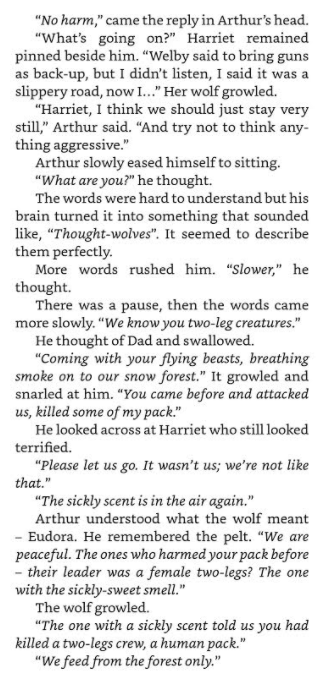 “No harm,” came the reply in Arthur’s head.
“What’s going on?” Harriet remained
pinned beside him. “Welby said to bring guns
as back-up, but I didn’t listen, I said it was a
slippery road, now I…” Her wolf growled.
“Harriet, I think we should just stay very
still,” Arthur said. “And try not to think any-
thing aggressive.”
Arthur slowly eased himself to sitting.
“What are you?” he thought.
The words were hard to understand but his
brain turned it into something that sounded
like, “Thought-wolves”. It seemed to describe
them perfectly.
More words rushed him. “Slower,” he
thought.
There was a pause, then the words came
more slowly. “We know you two-leg creatures.”
He thought of Dad and swallowed.
“Coming with your flying beasts, breathing
smoke on to our snow forest.” It growled and
snarled at him. “You came before and attacked
us, killed some of my pack.”
He looked across at Harriet who still looked
terrified.
“Please let us go. It wasn’t us; we’re not like
that.”
“The sickly scent is in the air again.”
Arthur understood what the wolf meant
– Eudora. He remembered the pelt. “We are
peaceful. The ones who harmed your pack before
– their leader was a female two-legs? The one
with the sickly-sweet smell.”
The wolf growled.
“The one with a sickly scent told us you had
killed a two-legs crew, a human pack.”
“We feed from the forest only.”